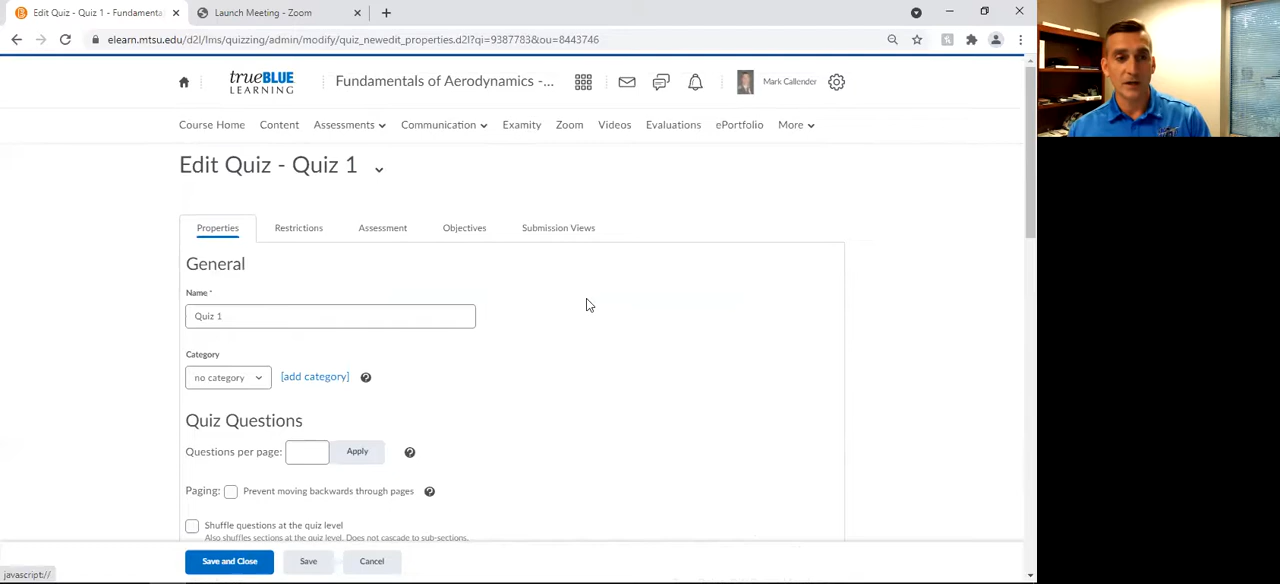 Edit Quiz - Quiz 1 - Fundamenta
Launch Meeting - Zoom
elearn.mtsu.edu/d2l/lms/quizzing/admin/modify/quiz_newedit_properties.d2l?qi=9387783&ou=8443746
trueBLUE
LEARNING
Fundamentals of Aerodynamics -...
Mark Callender
Course Home Content Assessments Communication Examity Zoom Videos Evaluations ePortfolio More
Edit Quiz - Quiz 1
Properties Restrictions Assessment Objectives Submission Views
General
Name *
Quiz 1
Category
no category [add category]
Quiz Questions
Questions per page: Apply
Paging: Prevent moving backwards through pages
Shuffle questions at the quiz level
Also shuffles sections at the quiz level. Does not cascade to sub-sections.
Save and Close Save Cancel
javascript://